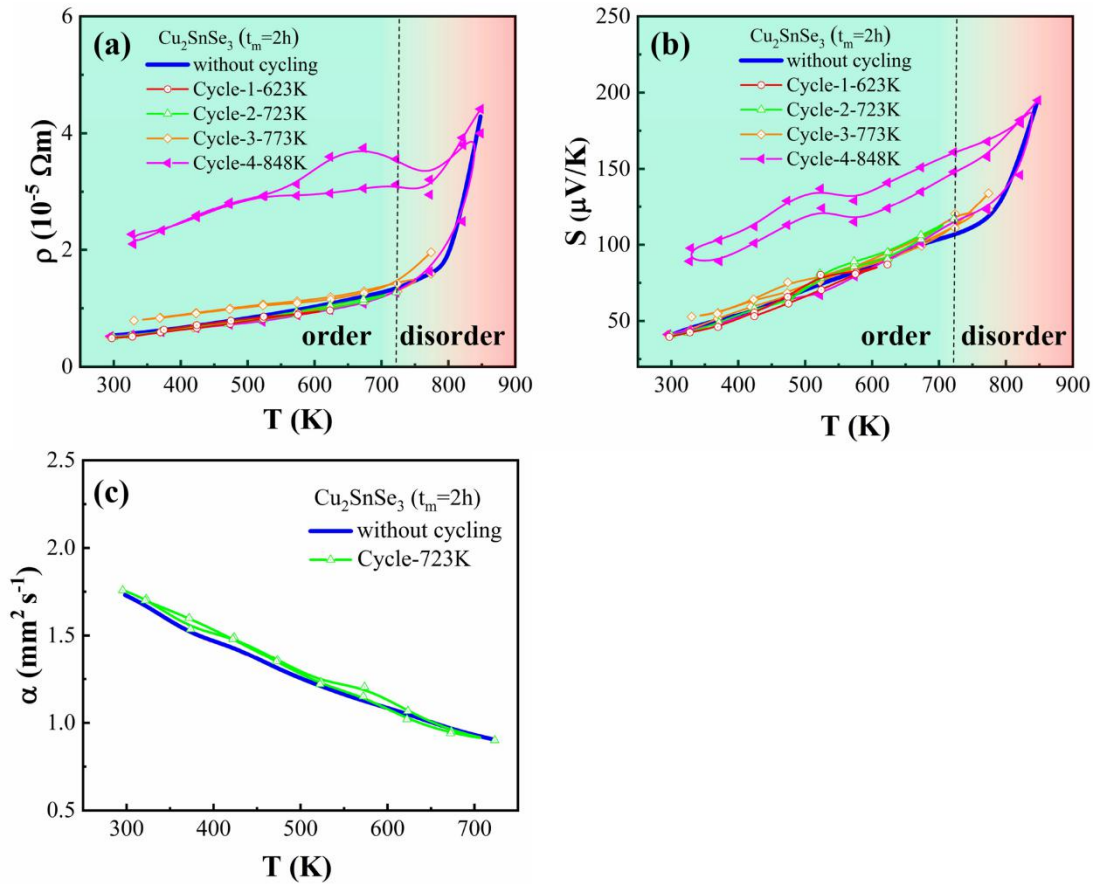 (a)
Cu₂SnSe₃ (tₘ=2h)
without cycling
Cycle-1-623K
Cycle-2-723K
Cycle-3-773K
Cycle-4-848K
order disorder
6
4
2
0
300 400 500 600 700 800 900
ρ (10⁻⁵ Ωm)
T (K)
(b)
Cu₂SnSe₃ (tₘ=2h)
without cycling
Cycle-1-623K
Cycle-2-723K
Cycle-3-773K
Cycle-4-848K
order disorder
250
200
150
100
50
300 400 500 600 700 800 900
S (μV/K)
T (K)
(c)
Cu₂SnSe₃ (tₘ=2h)
without cycling
Cycle-723K
2.5
2.0
1.5
1.0
0.5
300 400 500 600 700
α (mm² s⁻¹)
T (K)